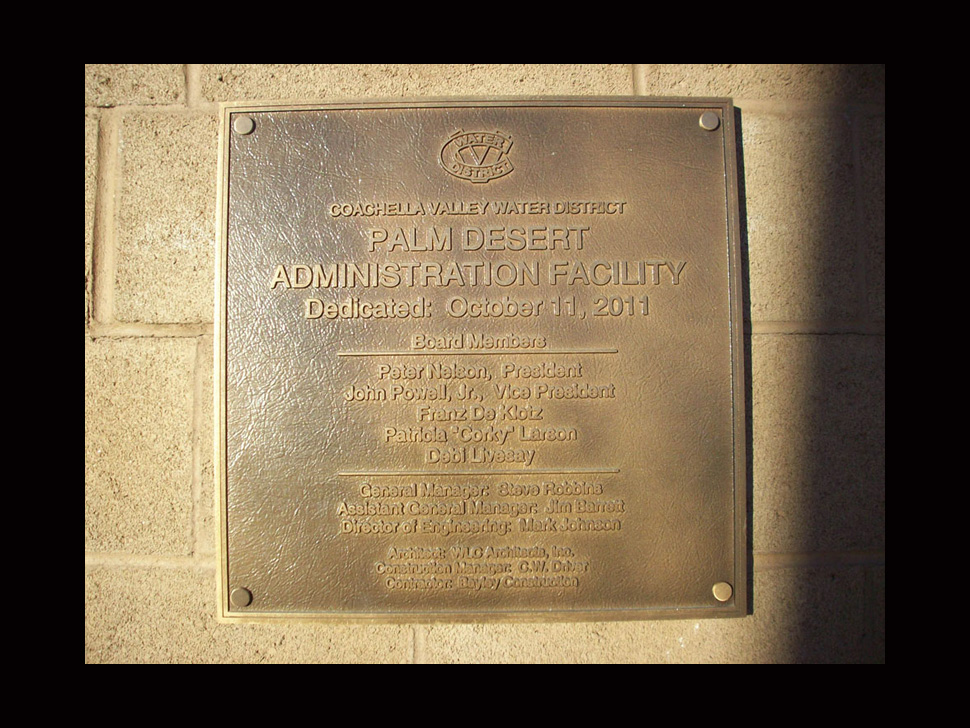 WATER
CV
DISTRICT
COACHELLA VALLEY WATER DISTRICT
PALM DESERT
ADMINISTRATION FACILITY
Dedicated: October 11, 2011
Board Members
Peter Nelson, President
John Powell, Jr., Vice President
Franz De Klotz
Patricia "Corky" Larson
Debi Livesay
General Manager: Steve Robbins
Assistant General Manager: Jim Barrett
Director of Engineering: Mark Johnson
Architect: WLC Architects, Inc.
Construction Manager: C.W. Driver
Contractor: Bayley Construction